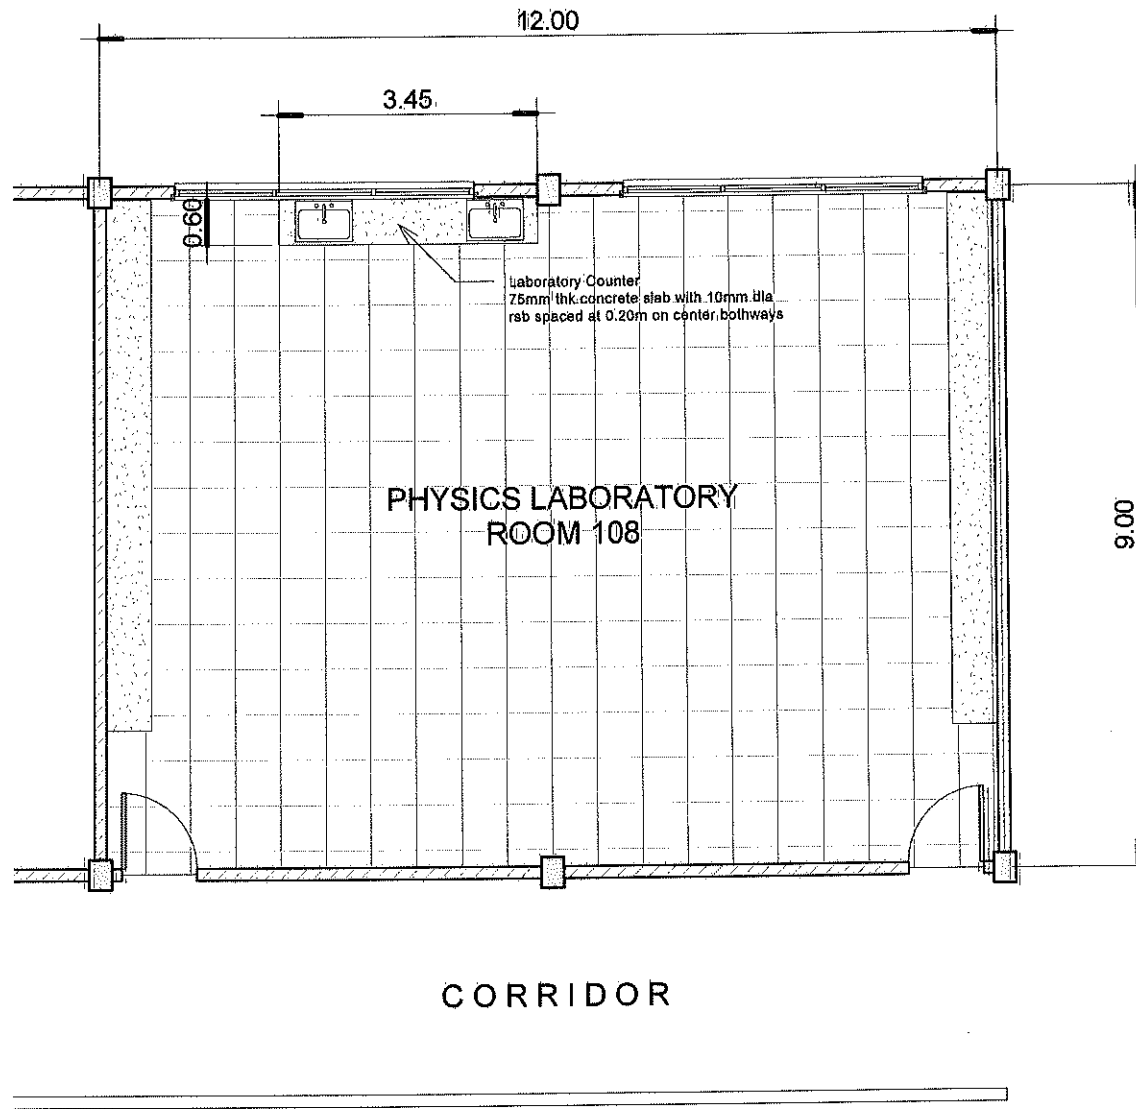 12.00
3.45
0.60
Laboratory Counter
75mm thk.concrete slab with 10mm dia
rsb spaced at 0.20m on center bothways
PHYSICS LABORATORY
ROOM 108
9.00
CORRIDOR